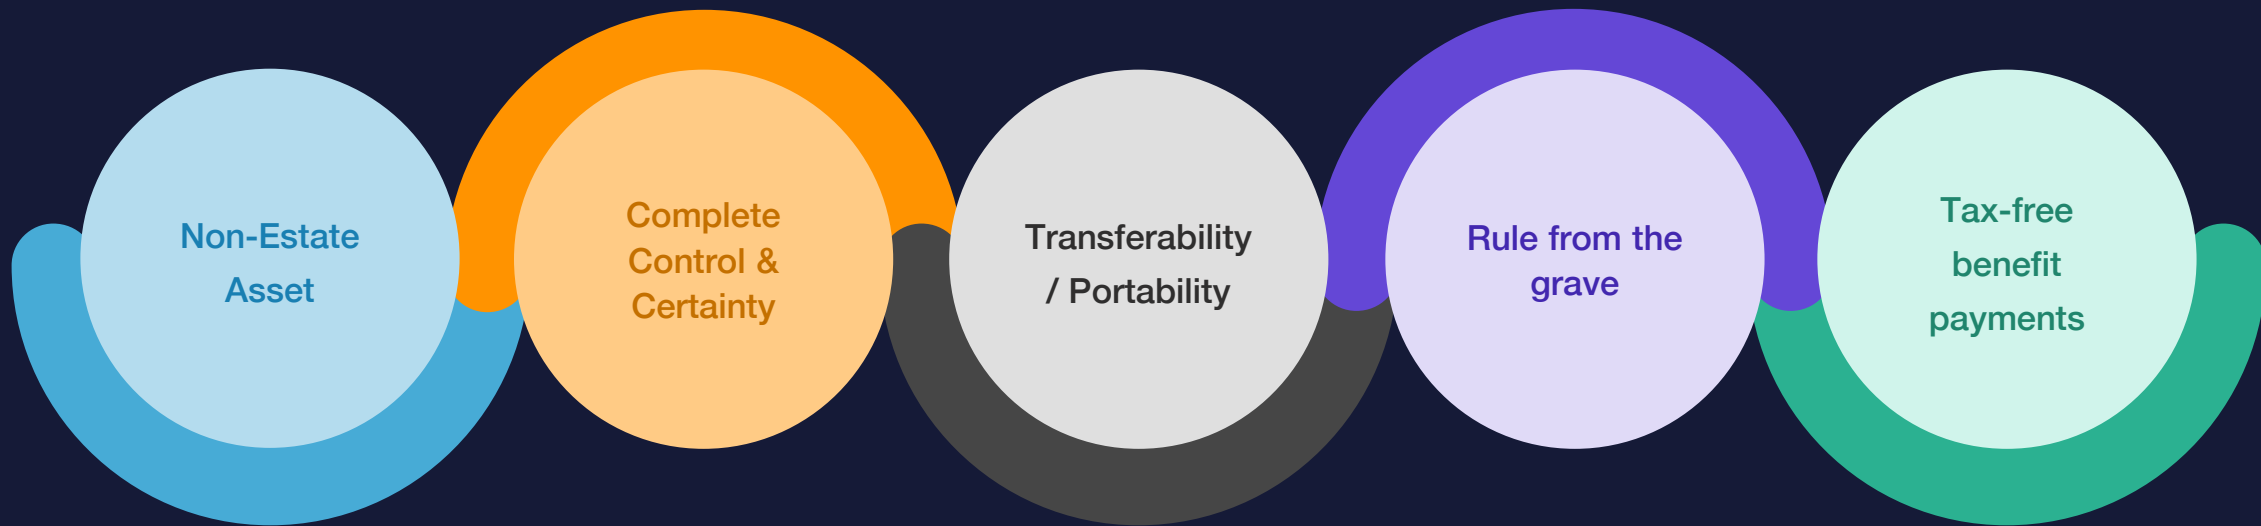 Non-Estate
Asset
Complete
Control &
Certainty
Transferability
/ Portability
Rule from the
grave
Tax-free
benefit
payments